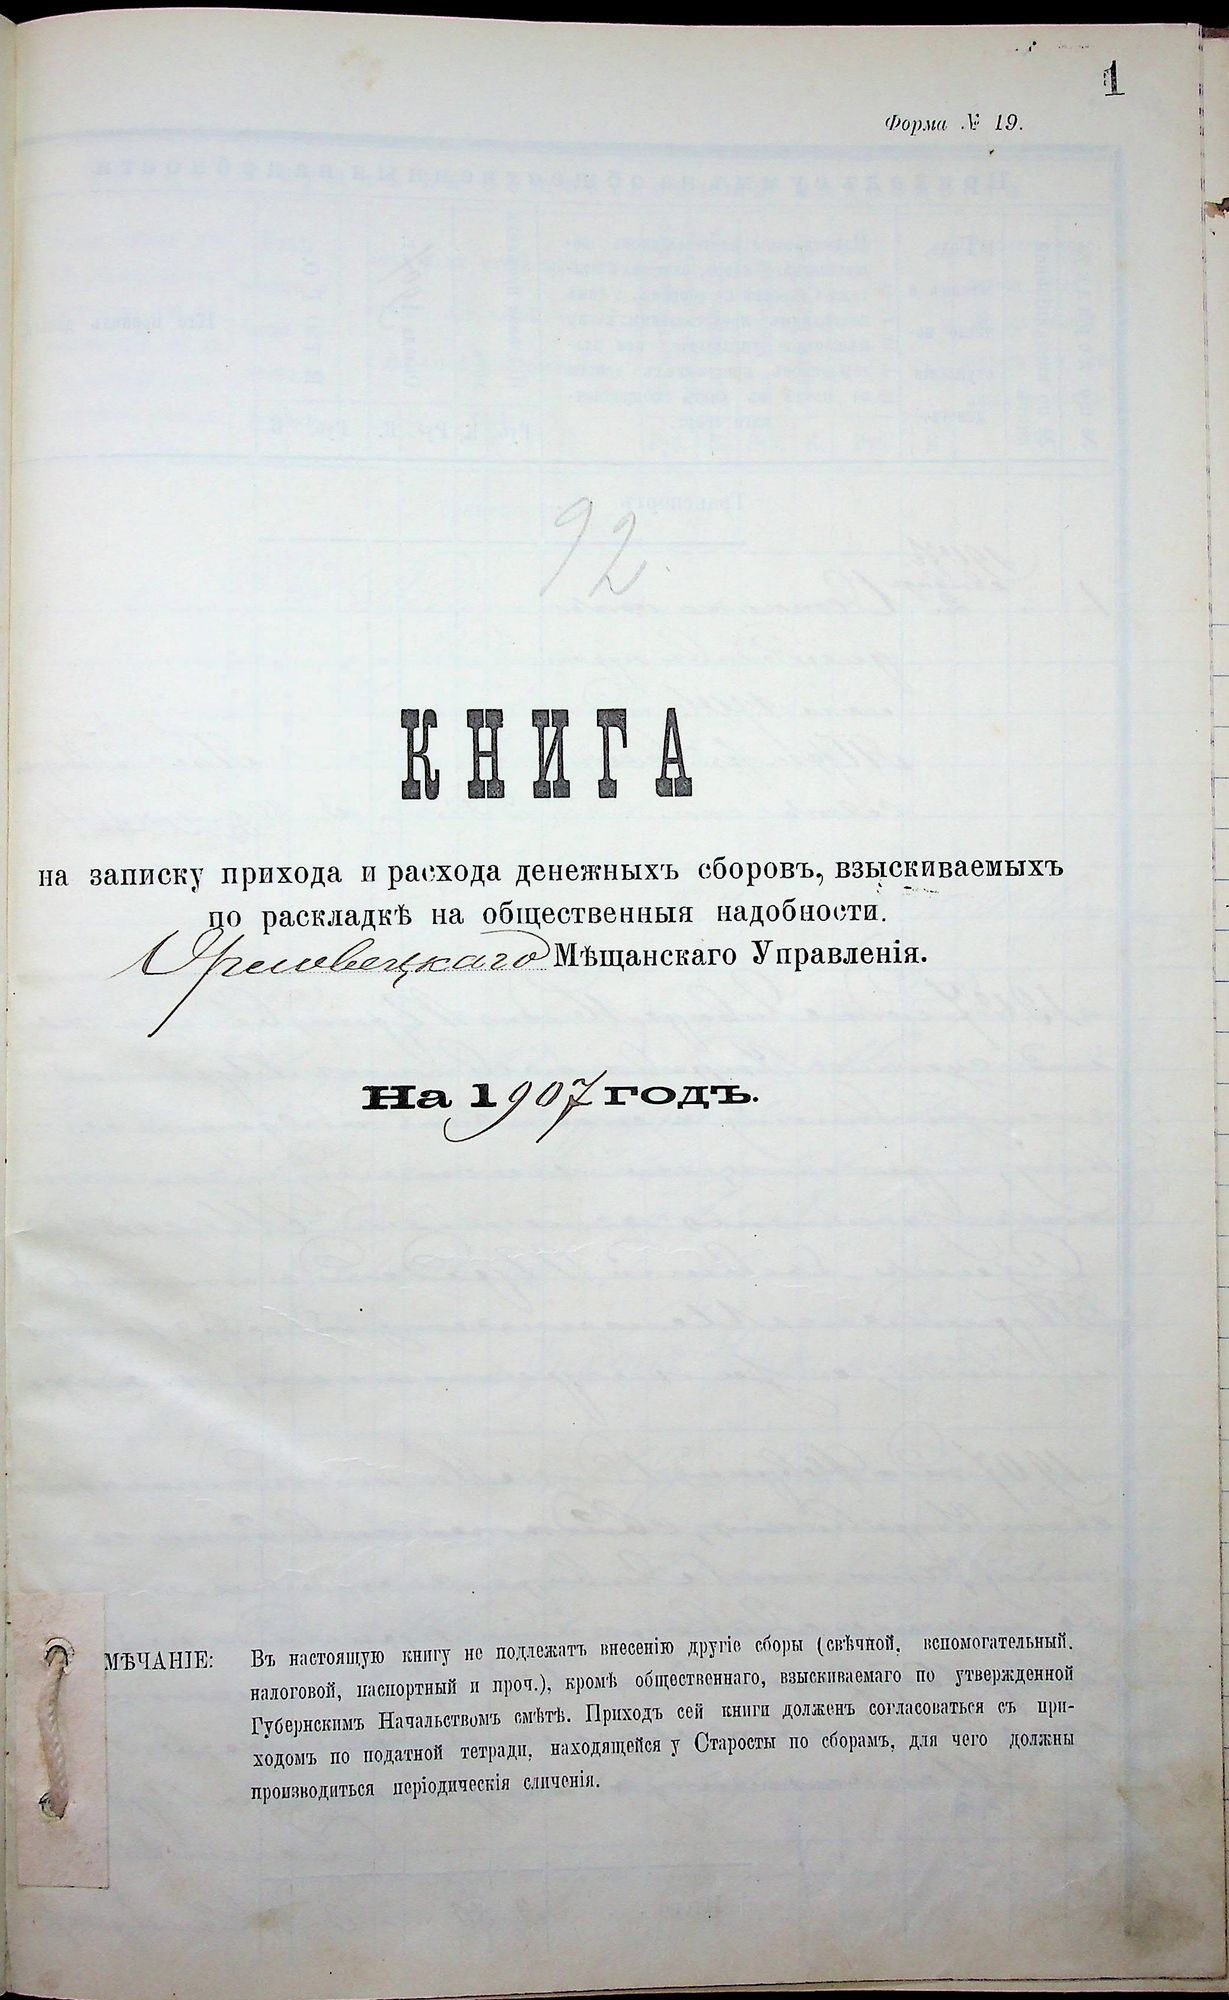 1
Форма № 19.
92
КНИГА
на записку прихода и расхода денежныхъ сборовъ, взыскиваемыхъ
по раскладкѣ на общественныя надобности.
Мѣщанскаго Управленія.
На 1907 годъ.
МѢЧАНІЕ: Въ настоящую книгу не подлежатъ внесенію другіе сборы (свѣчной, вспомогательный,
налоговой, паспортный и проч.), кромѣ общественнаго, взыскиваемаго по утвержденной
Губернскимъ Начальствомъ смѣтѣ. Приходъ сей книги долженъ согласоваться съ при-
ходомъ по податной тетради, находящейся у Старосты по сборамъ, для чего должны
производиться періодическія сличенія.